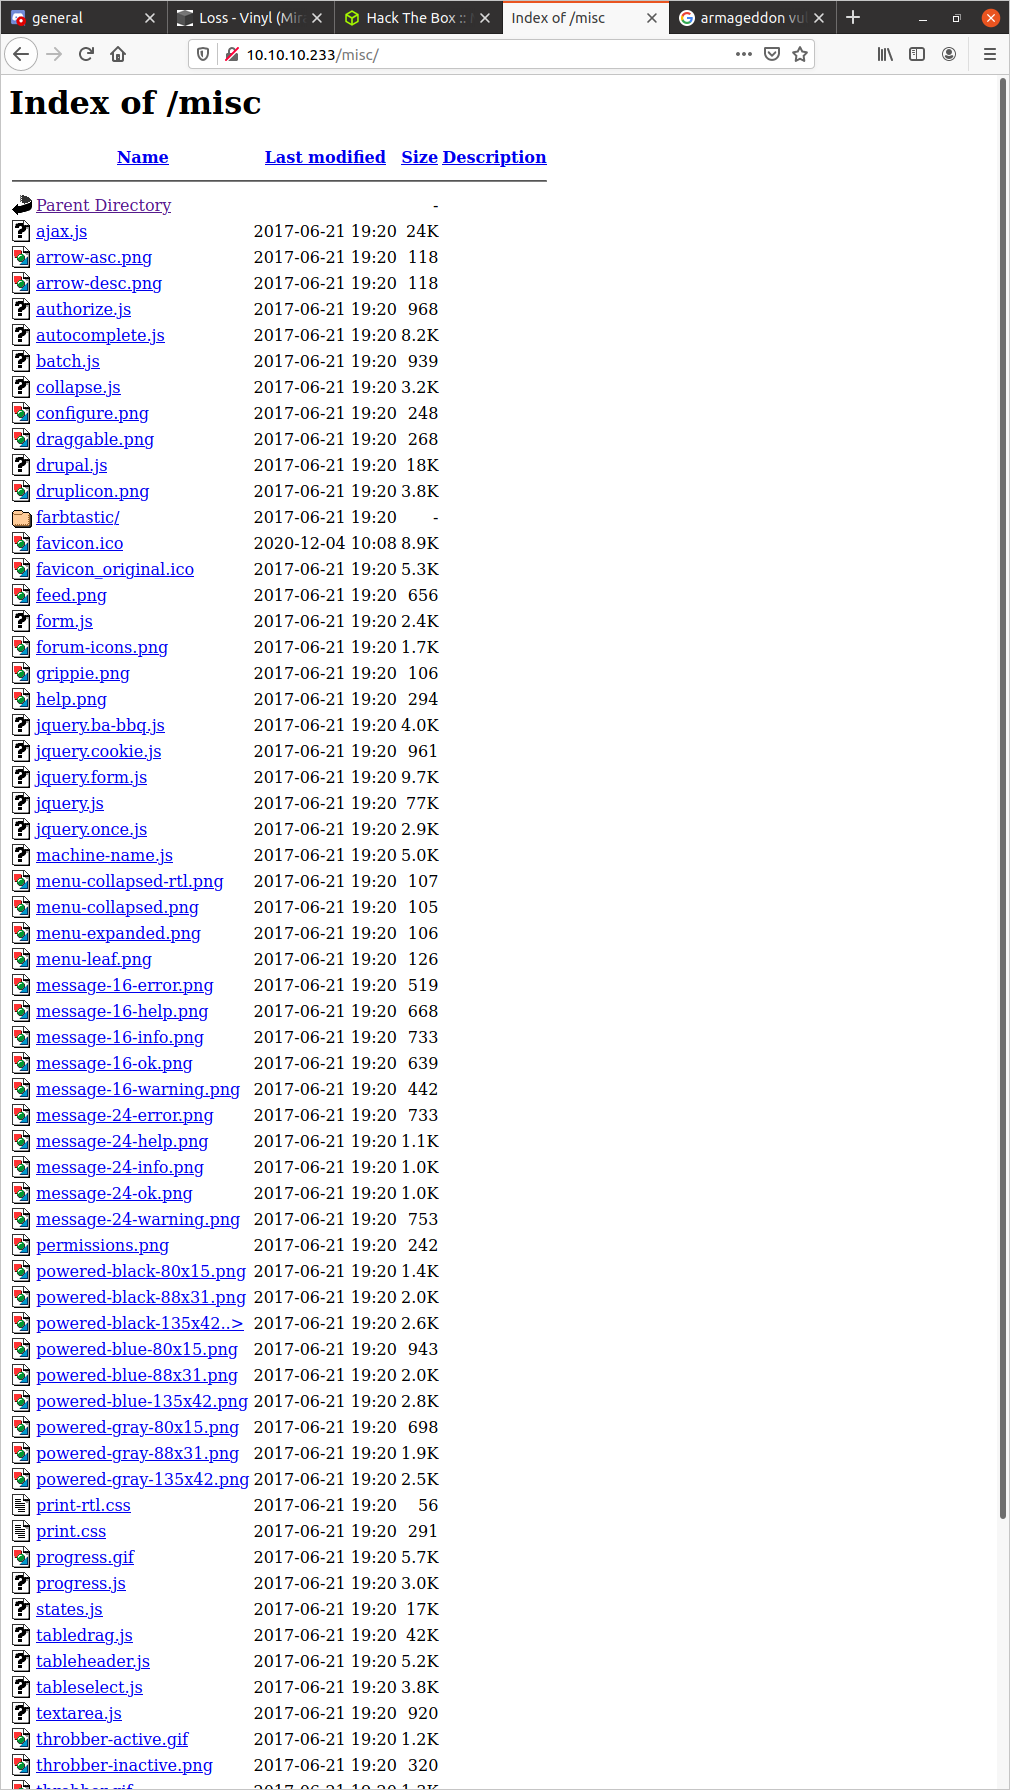 general
Loss - Vinyl (Mir
Hack The Box ::
Index of /misc
armageddon vul
10.10.10.233/misc/
Index of /misc
Name Last modified Size Description
Parent Directory -
ajax.js 2017-06-21 19:20 24K
arrow-asc.png 2017-06-21 19:20 118
arrow-desc.png 2017-06-21 19:20 118
authorize.js 2017-06-21 19:20 968
autocomplete.js 2017-06-21 19:20 8.2K
batch.js 2017-06-21 19:20 939
collapse.js 2017-06-21 19:20 3.2K
configure.png 2017-06-21 19:20 248
draggable.png 2017-06-21 19:20 268
drupal.js 2017-06-21 19:20 18K
druplicon.png 2017-06-21 19:20 3.8K
farbtastic/ 2017-06-21 19:20 -
favicon.ico 2020-12-04 10:08 8.9K
favicon_original.ico 2017-06-21 19:20 5.3K
feed.png 2017-06-21 19:20 656
form.js 2017-06-21 19:20 2.4K
forum-icons.png 2017-06-21 19:20 1.7K
grippie.png 2017-06-21 19:20 106
help.png 2017-06-21 19:20 294
jquery.ba-bbq.js 2017-06-21 19:20 4.0K
jquery.cookie.js 2017-06-21 19:20 961
jquery.form.js 2017-06-21 19:20 9.7K
jquery.js 2017-06-21 19:20 77K
jquery.once.js 2017-06-21 19:20 2.9K
machine-name.js 2017-06-21 19:20 5.0K
menu-collapsed-rtl.png 2017-06-21 19:20 107
menu-collapsed.png 2017-06-21 19:20 105
menu-expanded.png 2017-06-21 19:20 106
menu-leaf.png 2017-06-21 19:20 126
message-16-error.png 2017-06-21 19:20 519
message-16-help.png 2017-06-21 19:20 668
message-16-info.png 2017-06-21 19:20 733
message-16-ok.png 2017-06-21 19:20 639
message-16-warning.png 2017-06-21 19:20 442
message-24-error.png 2017-06-21 19:20 733
message-24-help.png 2017-06-21 19:20 1.1K
message-24-info.png 2017-06-21 19:20 1.0K
message-24-ok.png 2017-06-21 19:20 1.0K
message-24-warning.png 2017-06-21 19:20 753
permissions.png 2017-06-21 19:20 242
powered-black-80x15.png 2017-06-21 19:20 1.4K
powered-black-88x31.png 2017-06-21 19:20 2.0K
powered-black-135x42..> 2017-06-21 19:20 2.6K
powered-blue-80x15.png 2017-06-21 19:20 943
powered-blue-88x31.png 2017-06-21 19:20 2.0K
powered-blue-135x42.png 2017-06-21 19:20 2.8K
powered-gray-80x15.png 2017-06-21 19:20 698
powered-gray-88x31.png 2017-06-21 19:20 1.9K
powered-gray-135x42.png 2017-06-21 19:20 2.5K
print-rtl.css 2017-06-21 19:20 56
print.css 2017-06-21 19:20 291
progress.gif 2017-06-21 19:20 5.7K
progress.js 2017-06-21 19:20 3.0K
states.js 2017-06-21 19:20 17K
tabledrag.js 2017-06-21 19:20 42K
tableheader.js 2017-06-21 19:20 5.2K
tableselect.js 2017-06-21 19:20 3.8K
textarea.js 2017-06-21 19:20 920
throbber-active.gif 2017-06-21 19:20 1.2K
throbber-inactive.png 2017-06-21 19:20 320